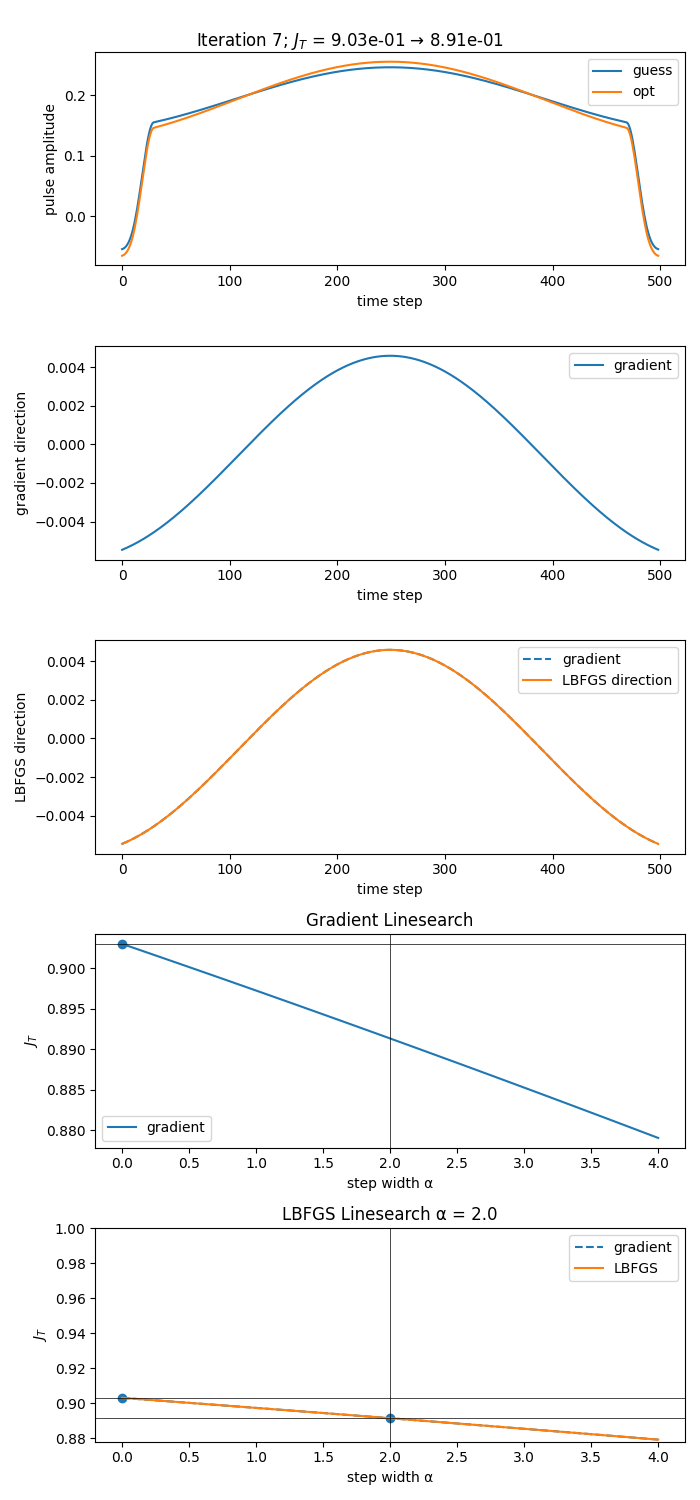 Iteration 7; J_T = 9.03e-01 → 8.91e-01
pulse amplitude
0.2
0.1
0.0
guess
opt
0 100 200 300 400 500
time step
gradient direction
0.004
0.002
0.000
−0.002
−0.004
gradient
0 100 200 300 400 500
time step
LBFGS direction
0.004
0.002
0.000
−0.002
−0.004
gradient
LBFGS direction
0 100 200 300 400 500
time step
Gradient Linesearch
J_T
0.900
0.895
0.890
0.885
0.880
gradient
0.0 0.5 1.0 1.5 2.0 2.5 3.0 3.5 4.0
step width α
LBFGS Linesearch α = 2.0
J_T
1.00
0.98
0.96
0.94
0.92
0.90
0.88
gradient
LBFGS
0.0 0.5 1.0 1.5 2.0 2.5 3.0 3.5 4.0
step width α